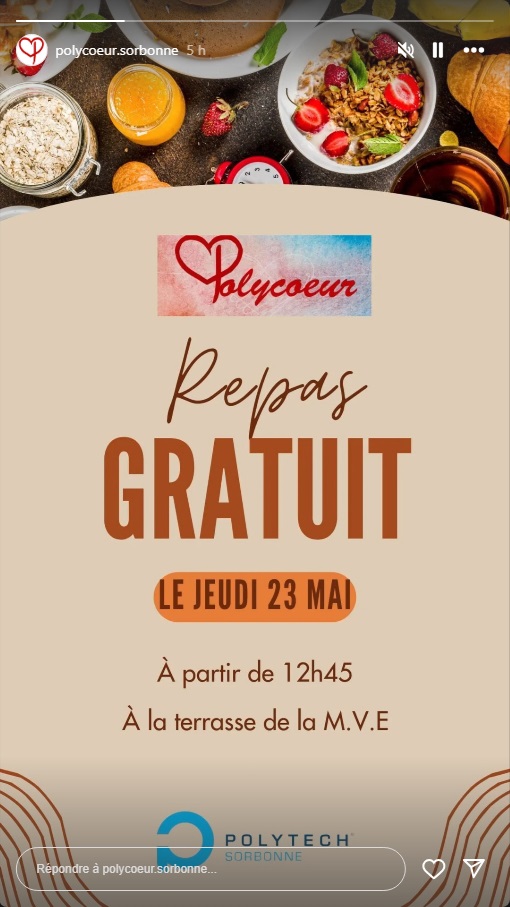 polycoeur.sorbonne 5 h
Polycoeur
Repas
GRATUIT
LE JEUDI 23 MAI
À partir de 12h45
À la terrasse de la M.V.E
POLYTECH
SORBONNE
Répondre à polycoeur.sorbonne...